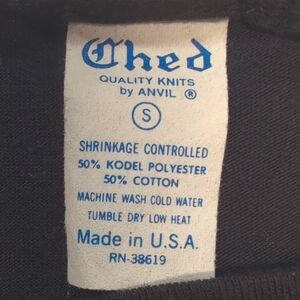 Ched
QUALITY KNITS
by ANVIL ®
S
SHRINKAGE CONTROLLED
50% KODEL POLYESTER
50% COTTON
MACHINE WASH COLD WATER
TUMBLE DRY LOW HEAT
Made in U.S.A.
RN-38619